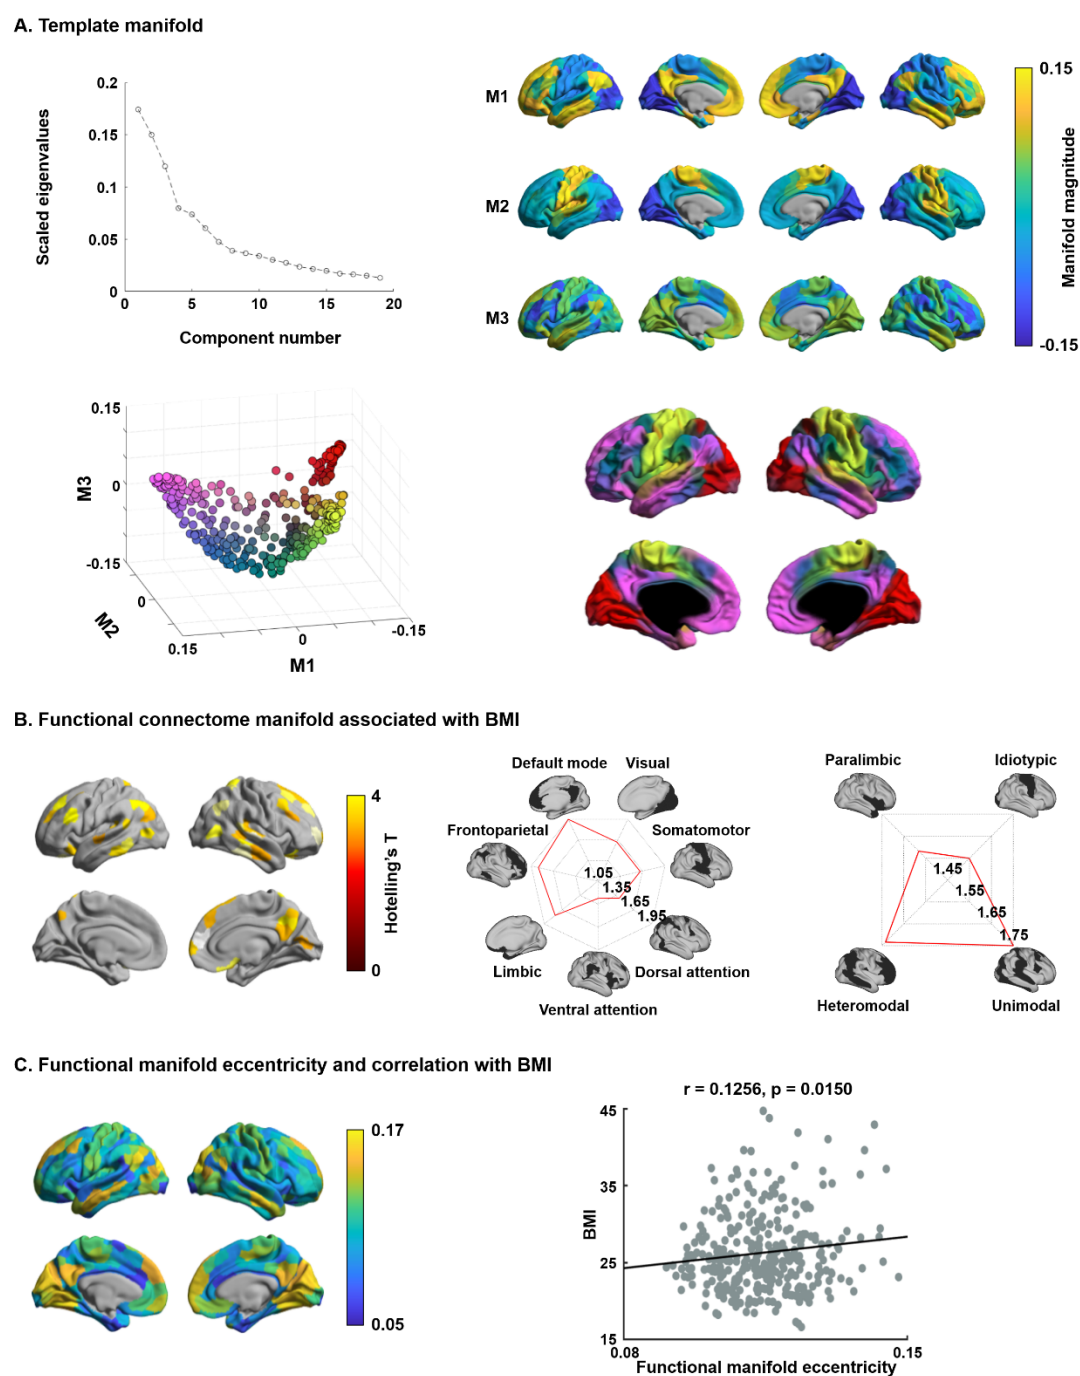 A. Template manifold
0.2
0.15
0.1
0.05
0
0
5
10
15
20
Scaled eigenvalues
Component number
M1
M2
M3
0.15
-0.15
Manifold magnitude
0.15
0
-0.15
M3
0
0.15
M2
0
-0.15
M1
B. Functional connectome manifold associated with BMI
4
0
Hotelling's T
Default mode
Visual
Frontoparietal
Somatomotor
1.05
1.35
1.65
1.95
Limbic
Dorsal attention
Ventral attention
Paralimbic
Idiotypic
1.45
1.55
1.65
1.75
Heteromodal
Unimodal
C. Functional manifold eccentricity and correlation with BMI
0.17
0.05
r = 0.1256, p = 0.0150
45
35
25
15
BMI
0.08
0.15
Functional manifold eccentricity